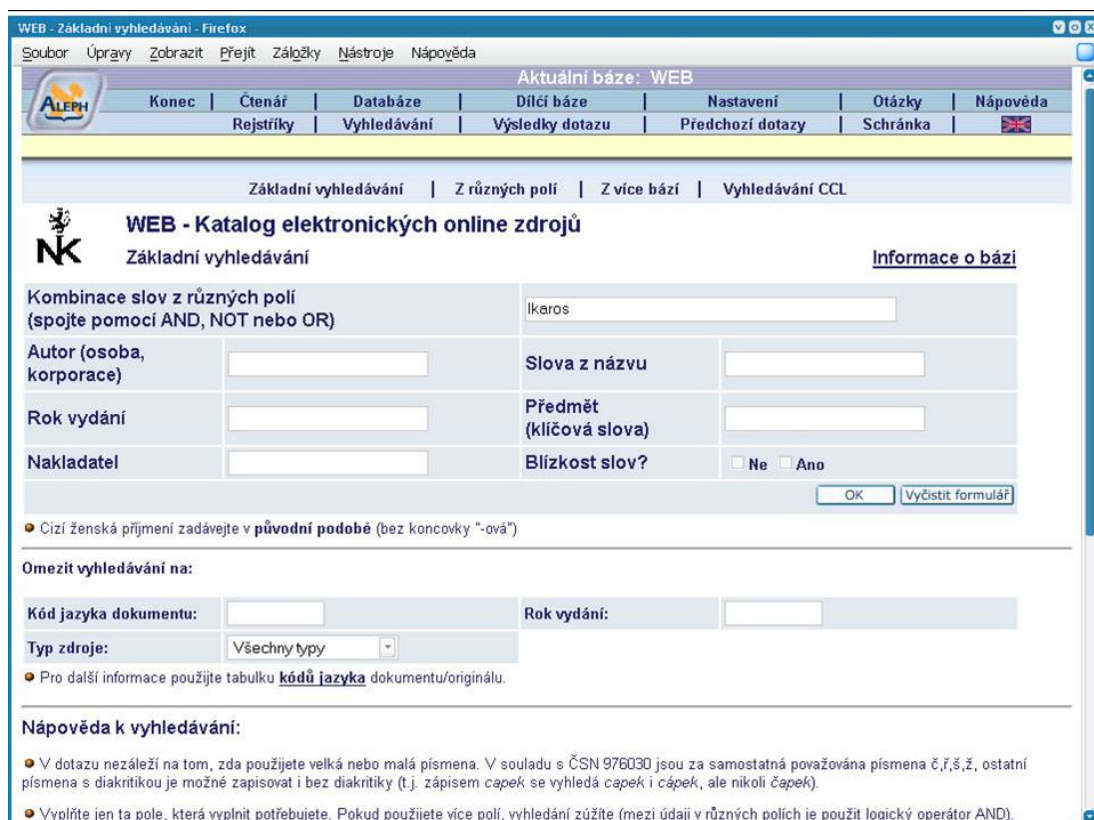 WEB - Základní vyhledávání - Firefox
Soubor Úpravy Zobrazit Přejít Záložky Nástroje Nápověda
Aktuální báze: WEB
ALEPH
Konec | Čtenář | Databáze | Dílčí báze | Nastavení | Otázky | Nápověda
Rejstříky | Vyhledávání | Výsledky dotazu | Předchozí dotazy | Schránka |
Základní vyhledávání | Z různých polí | Z více bází | Vyhledávání CCL
NK
WEB - Katalog elektronických online zdrojů
Základní vyhledávání Informace o bázi
Kombinace slov z různých polí
(spojte pomocí AND, NOT nebo OR)
Ikaros
Autor (osoba,
korporace)
Slova z názvu
Rok vydání
Předmět
(klíčová slova)
Nakladatel
Blízkost slov? Ne Ano
OK Vyčistit formulář
Cizí ženská příjmení zadávejte v původní podobě (bez koncovky "-ová")
Omezit vyhledávání na:
Kód jazyka dokumentu: Rok vydání:
Typ zdroje: Všechny typy
Pro další informace použijte tabulku kódů jazyka dokumentu/originálu.
Nápověda k vyhledávání:
V dotazu nezáleží na tom, zda použijete velká nebo malá písmena. V souladu s ČSN 976030 jsou za samostatná považována písmena č,ř,š,ž, ostatní
písmena s diakritikou je možné zapisovat i bez diakritiky (t.j. zápisem capek se vyhledá capek i cápek, ale nikoli čapek).
Vyplňte jen ta pole, která vyplnit potřebujete. Pokud použijete více polí, vyhledání zúžíte (mezi údaji v různých polích je použit logický operátor AND).